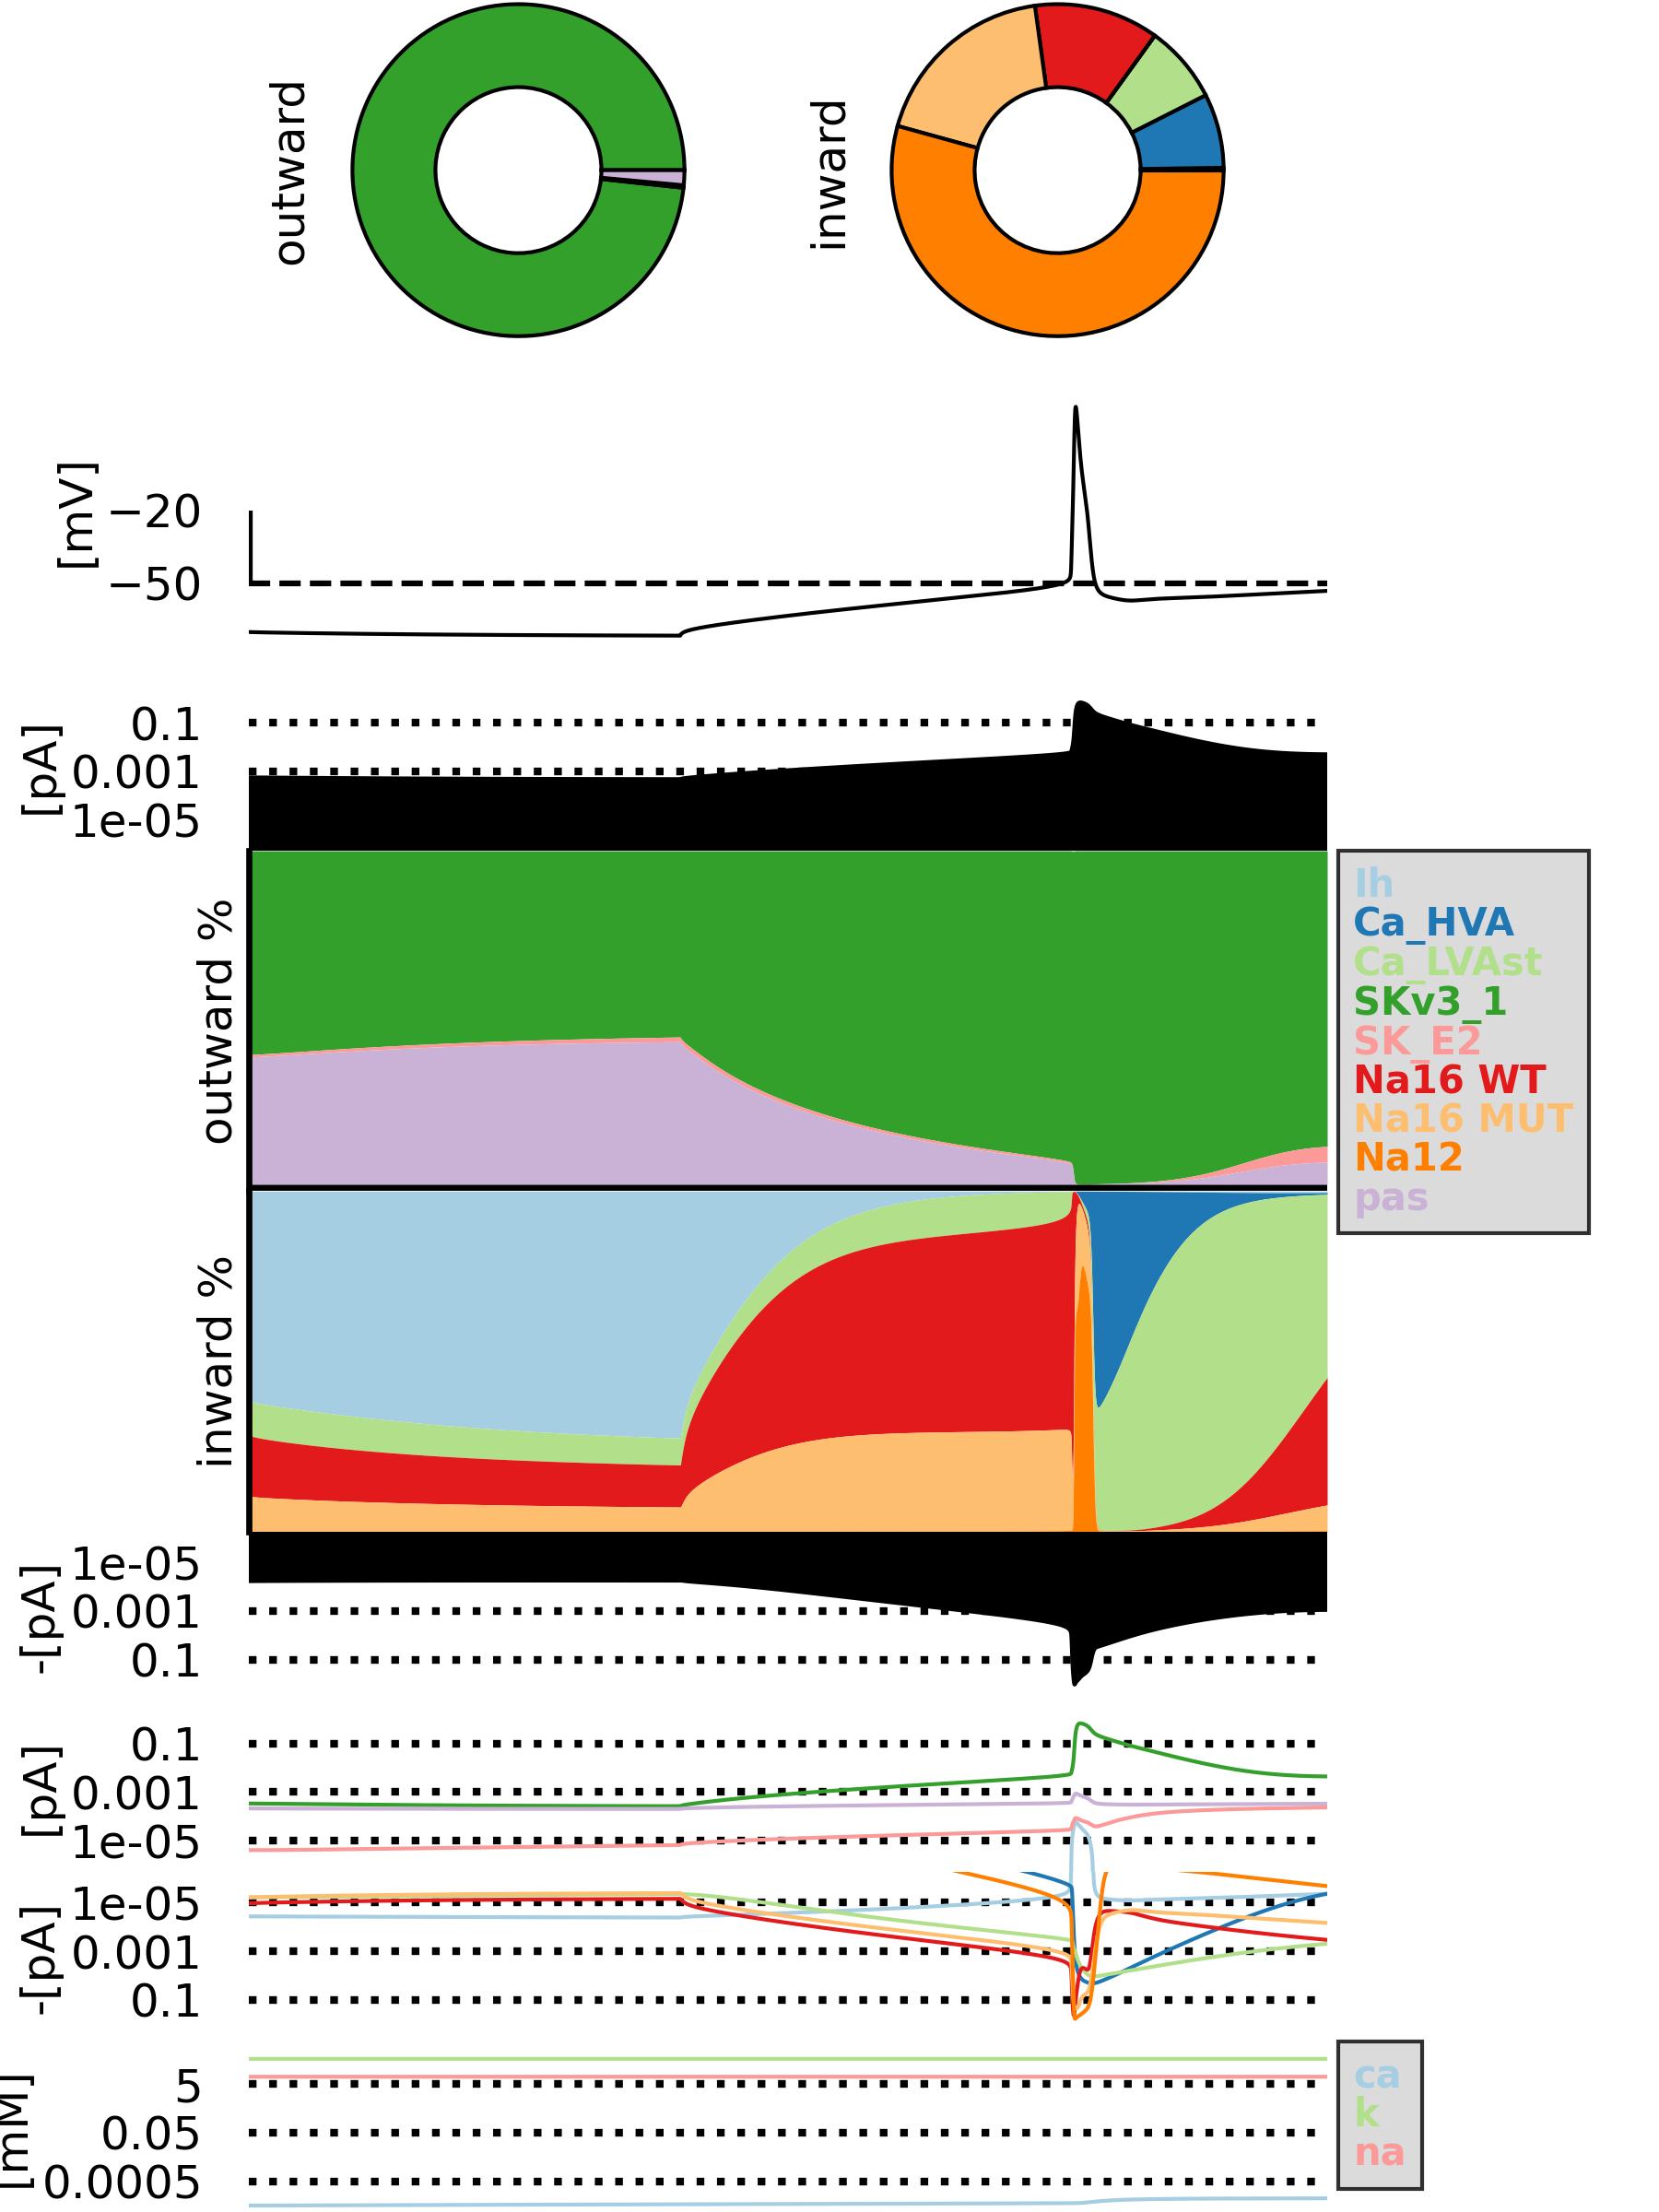 outward
inward
[mV]
−20
−50
[pA]
0.1
0.001
1e-05
outward %
inward %
Ih
Ca_HVA
Ca_LVAst
SKv3_1
SK_E2
Na16 WT
Na16 MUT
Na12
pas
-[pA]
1e-05
0.001
0.1
[pA]
0.1
0.001
1e-05
-[pA]
1e-05
0.001
0.1
[mM]
5
0.05
0.0005
ca
k
na